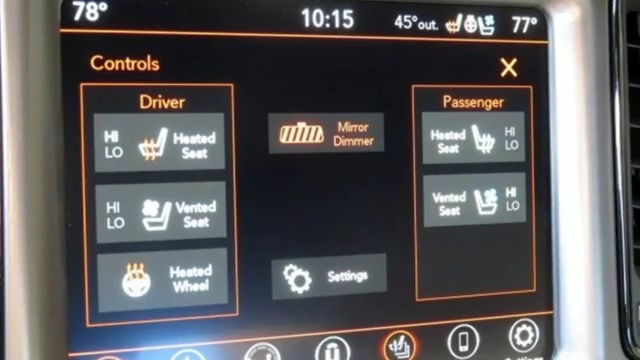 78°
10:15
45°out.
77°
Controls
X
Driver
HI
LO
Heated
Seat
HI
LO
Vented
Seat
Heated
Wheel
Mirror
Dimmer
Settings
Passenger
Heated
Seat
HI
LO
Vented
Seat
HI
LO